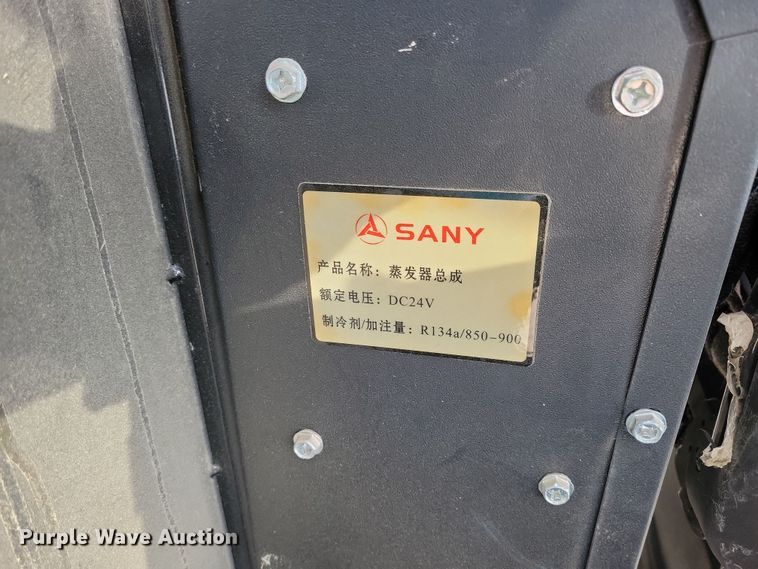 SANY
产品名称：蒸发器总成
额定电压：DC24V
制冷剂/加注量：R134a/850-900
Purple Wave Auction